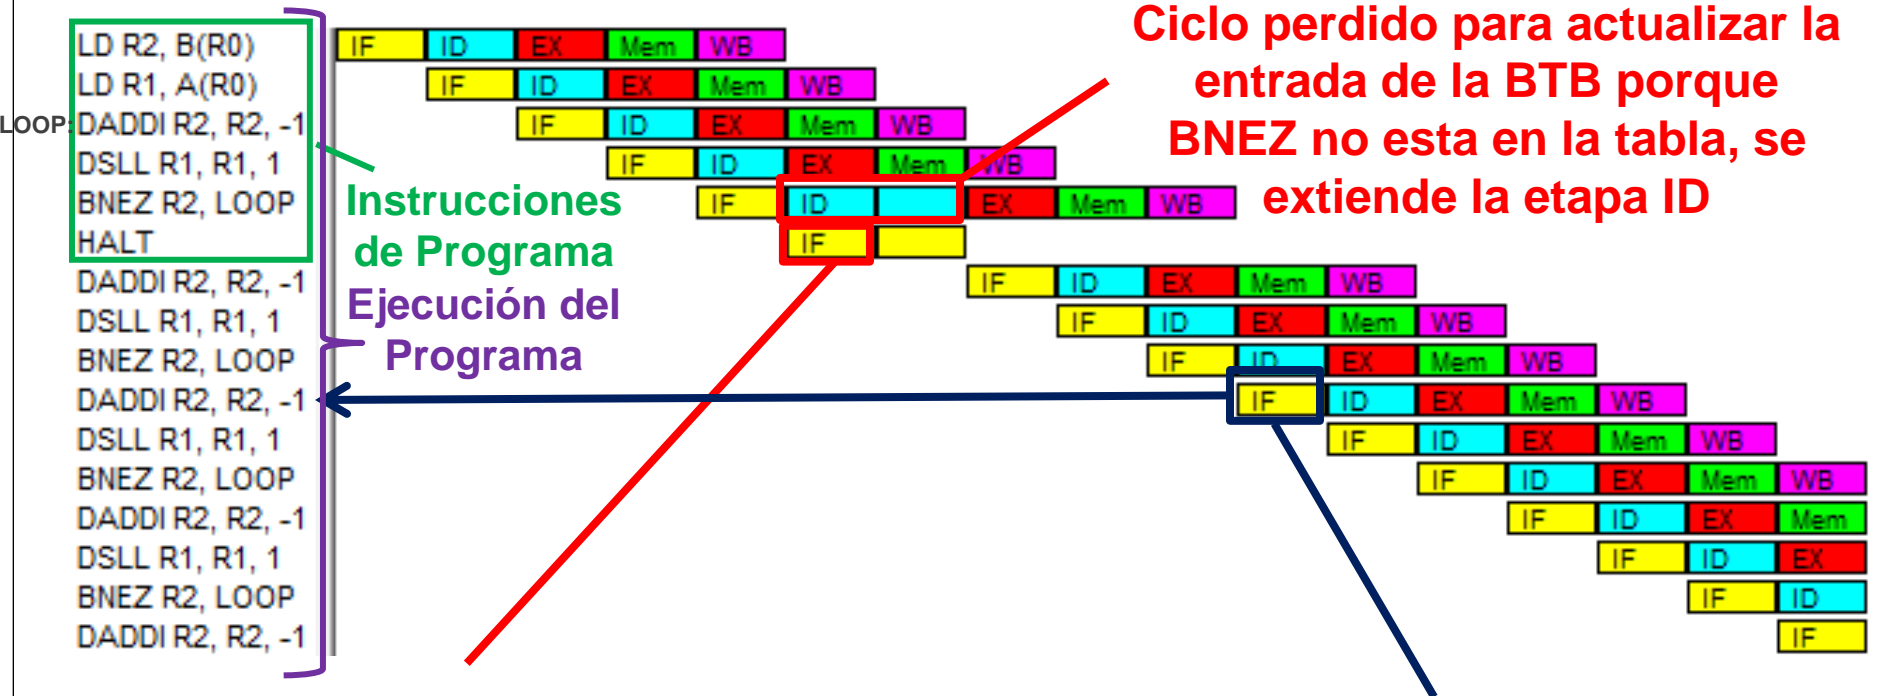 Ciclo perdido para actualizar la
entrada de la BTB porque
BNEZ no esta en la tabla, se
extiende la etapa ID
LD R2, B(R0) IF ID EX Mem WB
LD R1, A(R0) IF ID EX Mem WB
LOOP: DADDI R2, R2, -1 IF ID EX Mem WB
DSLL R1, R1, 1 IF ID EX Mem WB
BNEZ R2, LOOP IF ID EX Mem WB
HALT IF
Instrucciones
de Programa
Ejecución del
Programa
DADDI R2, R2, -1 IF ID EX Mem WB
DSLL R1, R1, 1 IF ID EX Mem WB
BNEZ R2, LOOP IF ID EX Mem WB
DADDI R2, R2, -1 IF ID EX Mem WB
DSLL R1, R1, 1 IF ID EX Mem WB
BNEZ R2, LOOP IF ID EX Mem WB
DADDI R2, R2, -1 IF ID EX Mem
DSLL R1, R1, 1 IF ID EX
BNEZ R2, LOOP IF ID
DADDI R2, R2, -1 IF